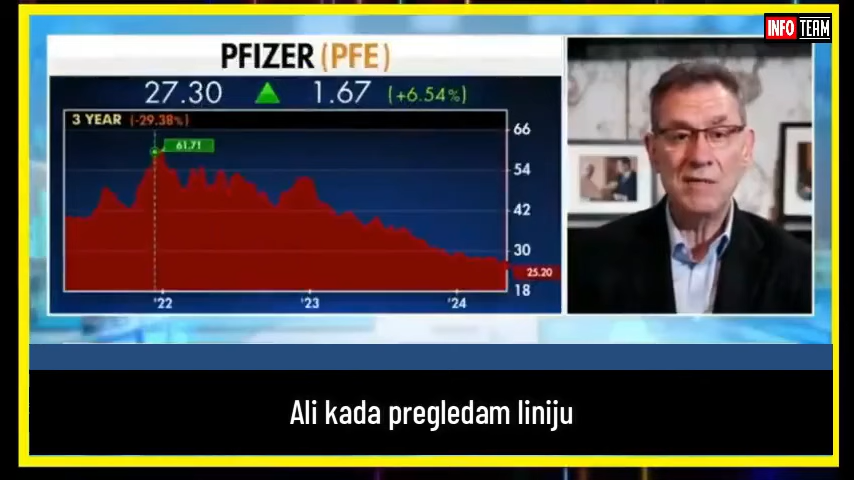 INFO TEAM
PFIZER (PFE)
27.30 1.67 (+6.54%)
3 YEAR (-29.38%)
61.71
66
54
42
30
25.20
18
'22 '23 '24
Ali kada pregledam liniju